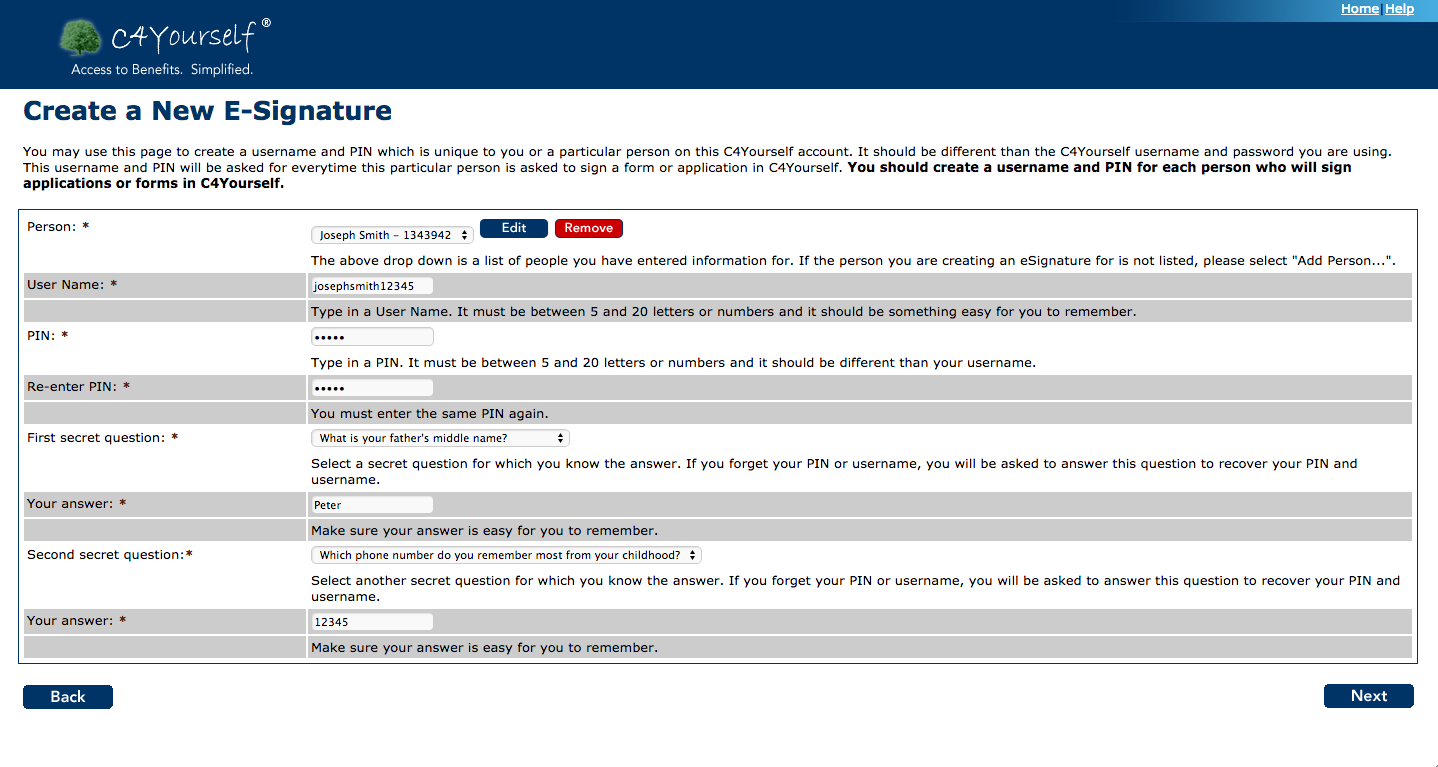 Home | Help
C4Yourself ®
Access to Benefits. Simplified.
Create a New E-Signature
You may use this page to create a username and PIN which is unique to you or a particular person on this C4Yourself account. It should be different than the C4Yourself username and password you are using.
This username and PIN will be asked for everytime this particular person is asked to sign a form or application in C4Yourself. You should create a username and PIN for each person who will sign
applications or forms in C4Yourself.
Person: * Joseph Smith – 1343942 Edit Remove
The above drop down is a list of people you have entered information for. If the person you are creating an eSignature for is not listed, please select "Add Person...".
User Name: * josephsmith12345
Type in a User Name. It must be between 5 and 20 letters or numbers and it should be something easy for you to remember.
PIN: * •••••
Type in a PIN. It must be between 5 and 20 letters or numbers and it should be different than your username.
Re-enter PIN: * •••••
You must enter the same PIN again.
First secret question: * What is your father's middle name?
Select a secret question for which you know the answer. If you forget your PIN or username, you will be asked to answer this question to recover your PIN and
username.
Your answer: * Peter
Make sure your answer is easy for you to remember.
Second secret question:* Which phone number do you remember most from your childhood?
Select another secret question for which you know the answer. If you forget your PIN or username, you will be asked to answer this question to recover your PIN and
username.
Your answer: * 12345
Make sure your answer is easy for you to remember.
Back Next